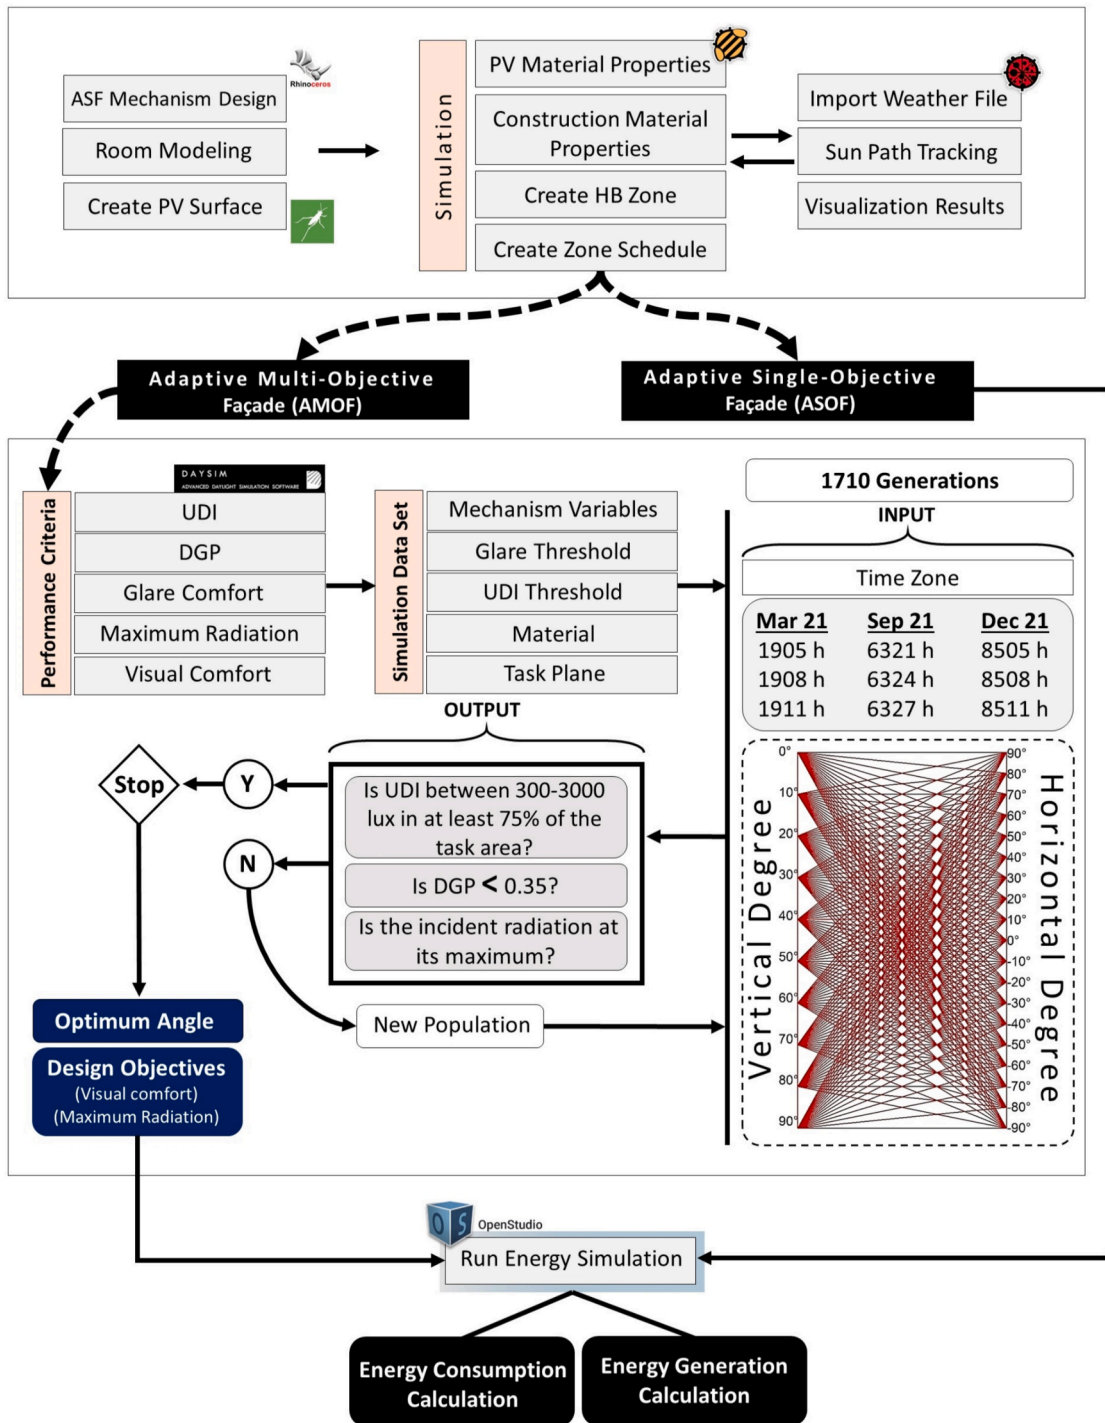 Rhinoceros
ASF Mechanism Design
Room Modeling
Create PV Surface
Simulation
PV Material Properties
Construction Material
Properties
Create HB Zone
Create Zone Schedule
Import Weather File
Sun Path Tracking
Visualization Results
Adaptive Multi-Objective
Façade (AMOF)
Adaptive Single-Objective
Façade (ASOF)
DAYSIM
ADVANCED DAYLIGHT SIMULATION SOFTWARE
Performance Criteria
UDI
DGP
Glare Comfort
Maximum Radiation
Visual Comfort
Simulation Data Set
Mechanism Variables
Glare Threshold
UDI Threshold
Material
Task Plane
1710 Generations
INPUT
Time Zone
Mar 21 Sep 21 Dec 21
1905 h 6321 h 8505 h
1908 h 6324 h 8508 h
1911 h 6327 h 8511 h
Vertical Degree
0°
10°
20°
30°
40°
50°
60°
70°
80°
90°
90°
80°
70°
60°
50°
40°
30°
20°
10°
0°
-10°
-20°
-30°
-40°
-50°
-60°
-70°
-80°
-90°
Horizontal Degree
OUTPUT
Is UDI between 300-3000
lux in at least 75% of the
task area?
Is DGP < 0.35?
Is the incident radiation at
its maximum?
Y
Stop
N
New Population
Optimum Angle
Design Objectives
(Visual comfort)
(Maximum Radiation)
OS
OpenStudio
Run Energy Simulation
Energy Consumption
Calculation
Energy Generation
Calculation